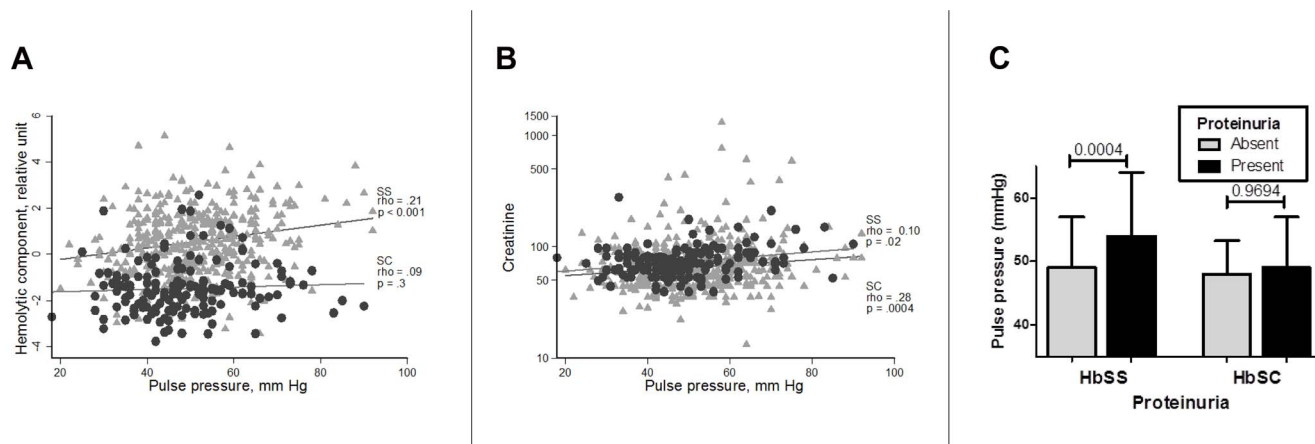 A
Hemolytic component, relative unit
6
4
2
0
-2
-4
SS
rho = .21
p < 0.001
SC
rho = .09
p = .3
20 40 60 80 100
Pulse pressure, mm Hg
B
Creatinine
1500
1000
500
100
50
10
SS
rho = 0.10
p = .02
SC
rho = .28
p = .0004
20 40 60 80 100
Pulse pressure, mm Hg
C
Proteinuria
Absent
Present
0.0004
0.9694
Pulse pressure (mmHg)
60
50
40
HbSS HbSC
Proteinuria